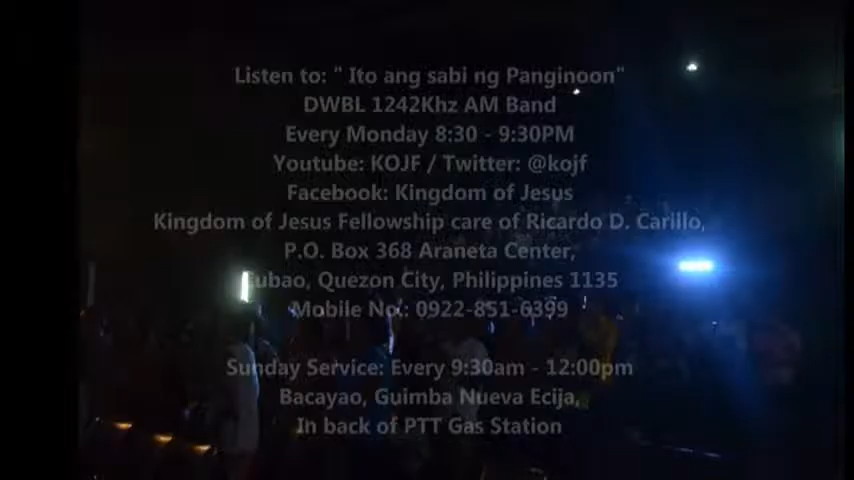 Listen to: " Ito ang sabi ng Panginoon"
DWBL 1242Khz AM Band
Every Monday 8:30 - 9:30PM
Youtube: KOJF / Twitter: @kojf
Facebook: Kingdom of Jesus
Kingdom of Jesus Fellowship care of Ricardo D. Carillo,
P.O. Box 368 Araneta Center,
Cubao, Quezon City, Philippines 1135
Mobile No.: 0922-851-6399
Sunday Service: Every 9:30am - 12:00pm
Bacayao, Guimba Nueva Ecija,
In back of PTT Gas Station